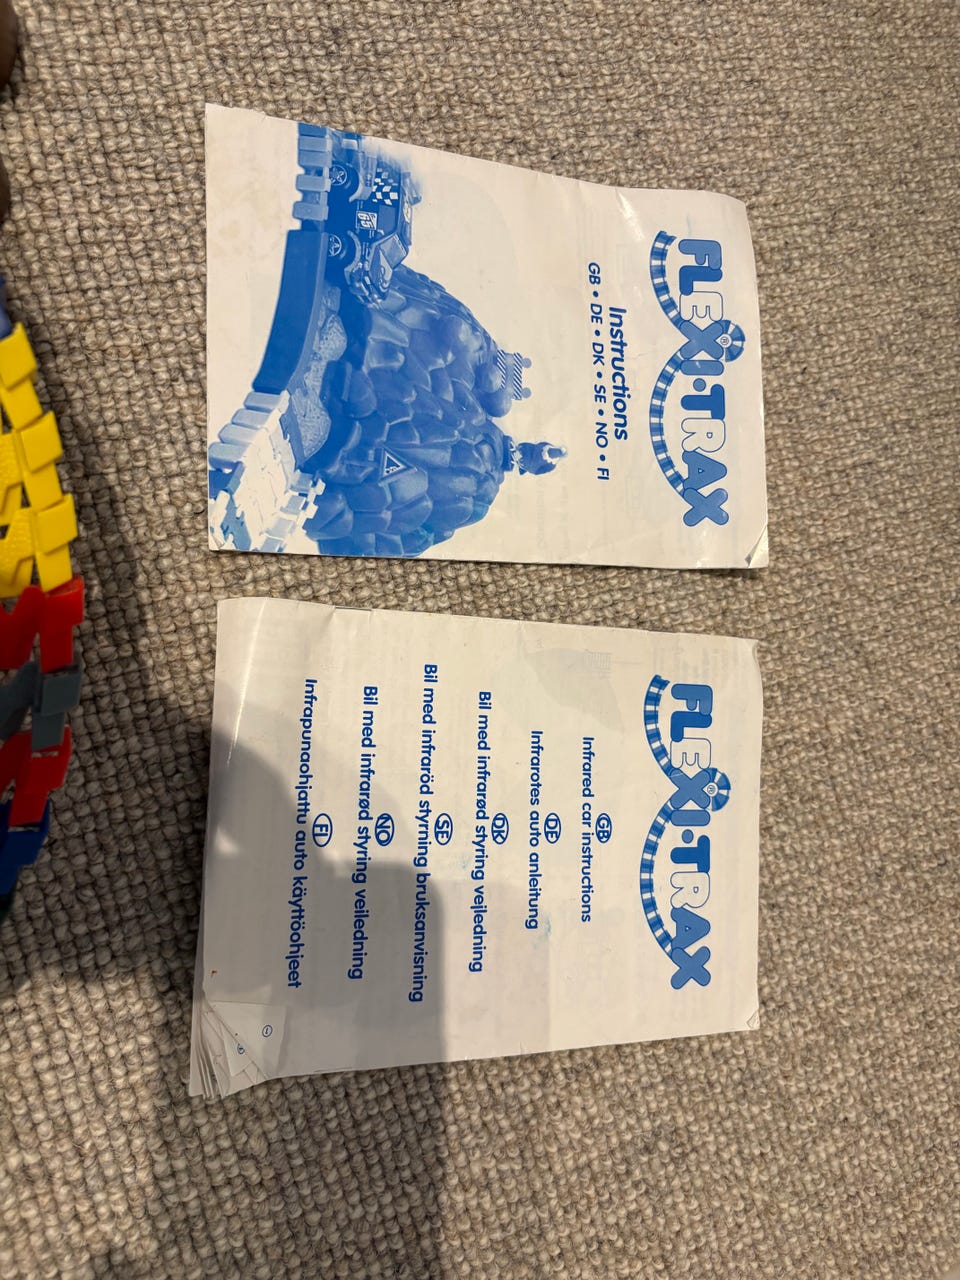 FLEXI·TRAX
®
Instructions
GB • DE • DK • SE • NO • FI
65
FLEXI·TRAX
®
GB
Infrared car instructions
DE
Infrarotes auto anleitung
DK
Bil med infrarød styring vejledning
SE
Bil med infraröd styrning bruksanvisning
NO
Bil med infrarød styring veiledning
FI
Infrapunaohjattu auto käyttöohjeet